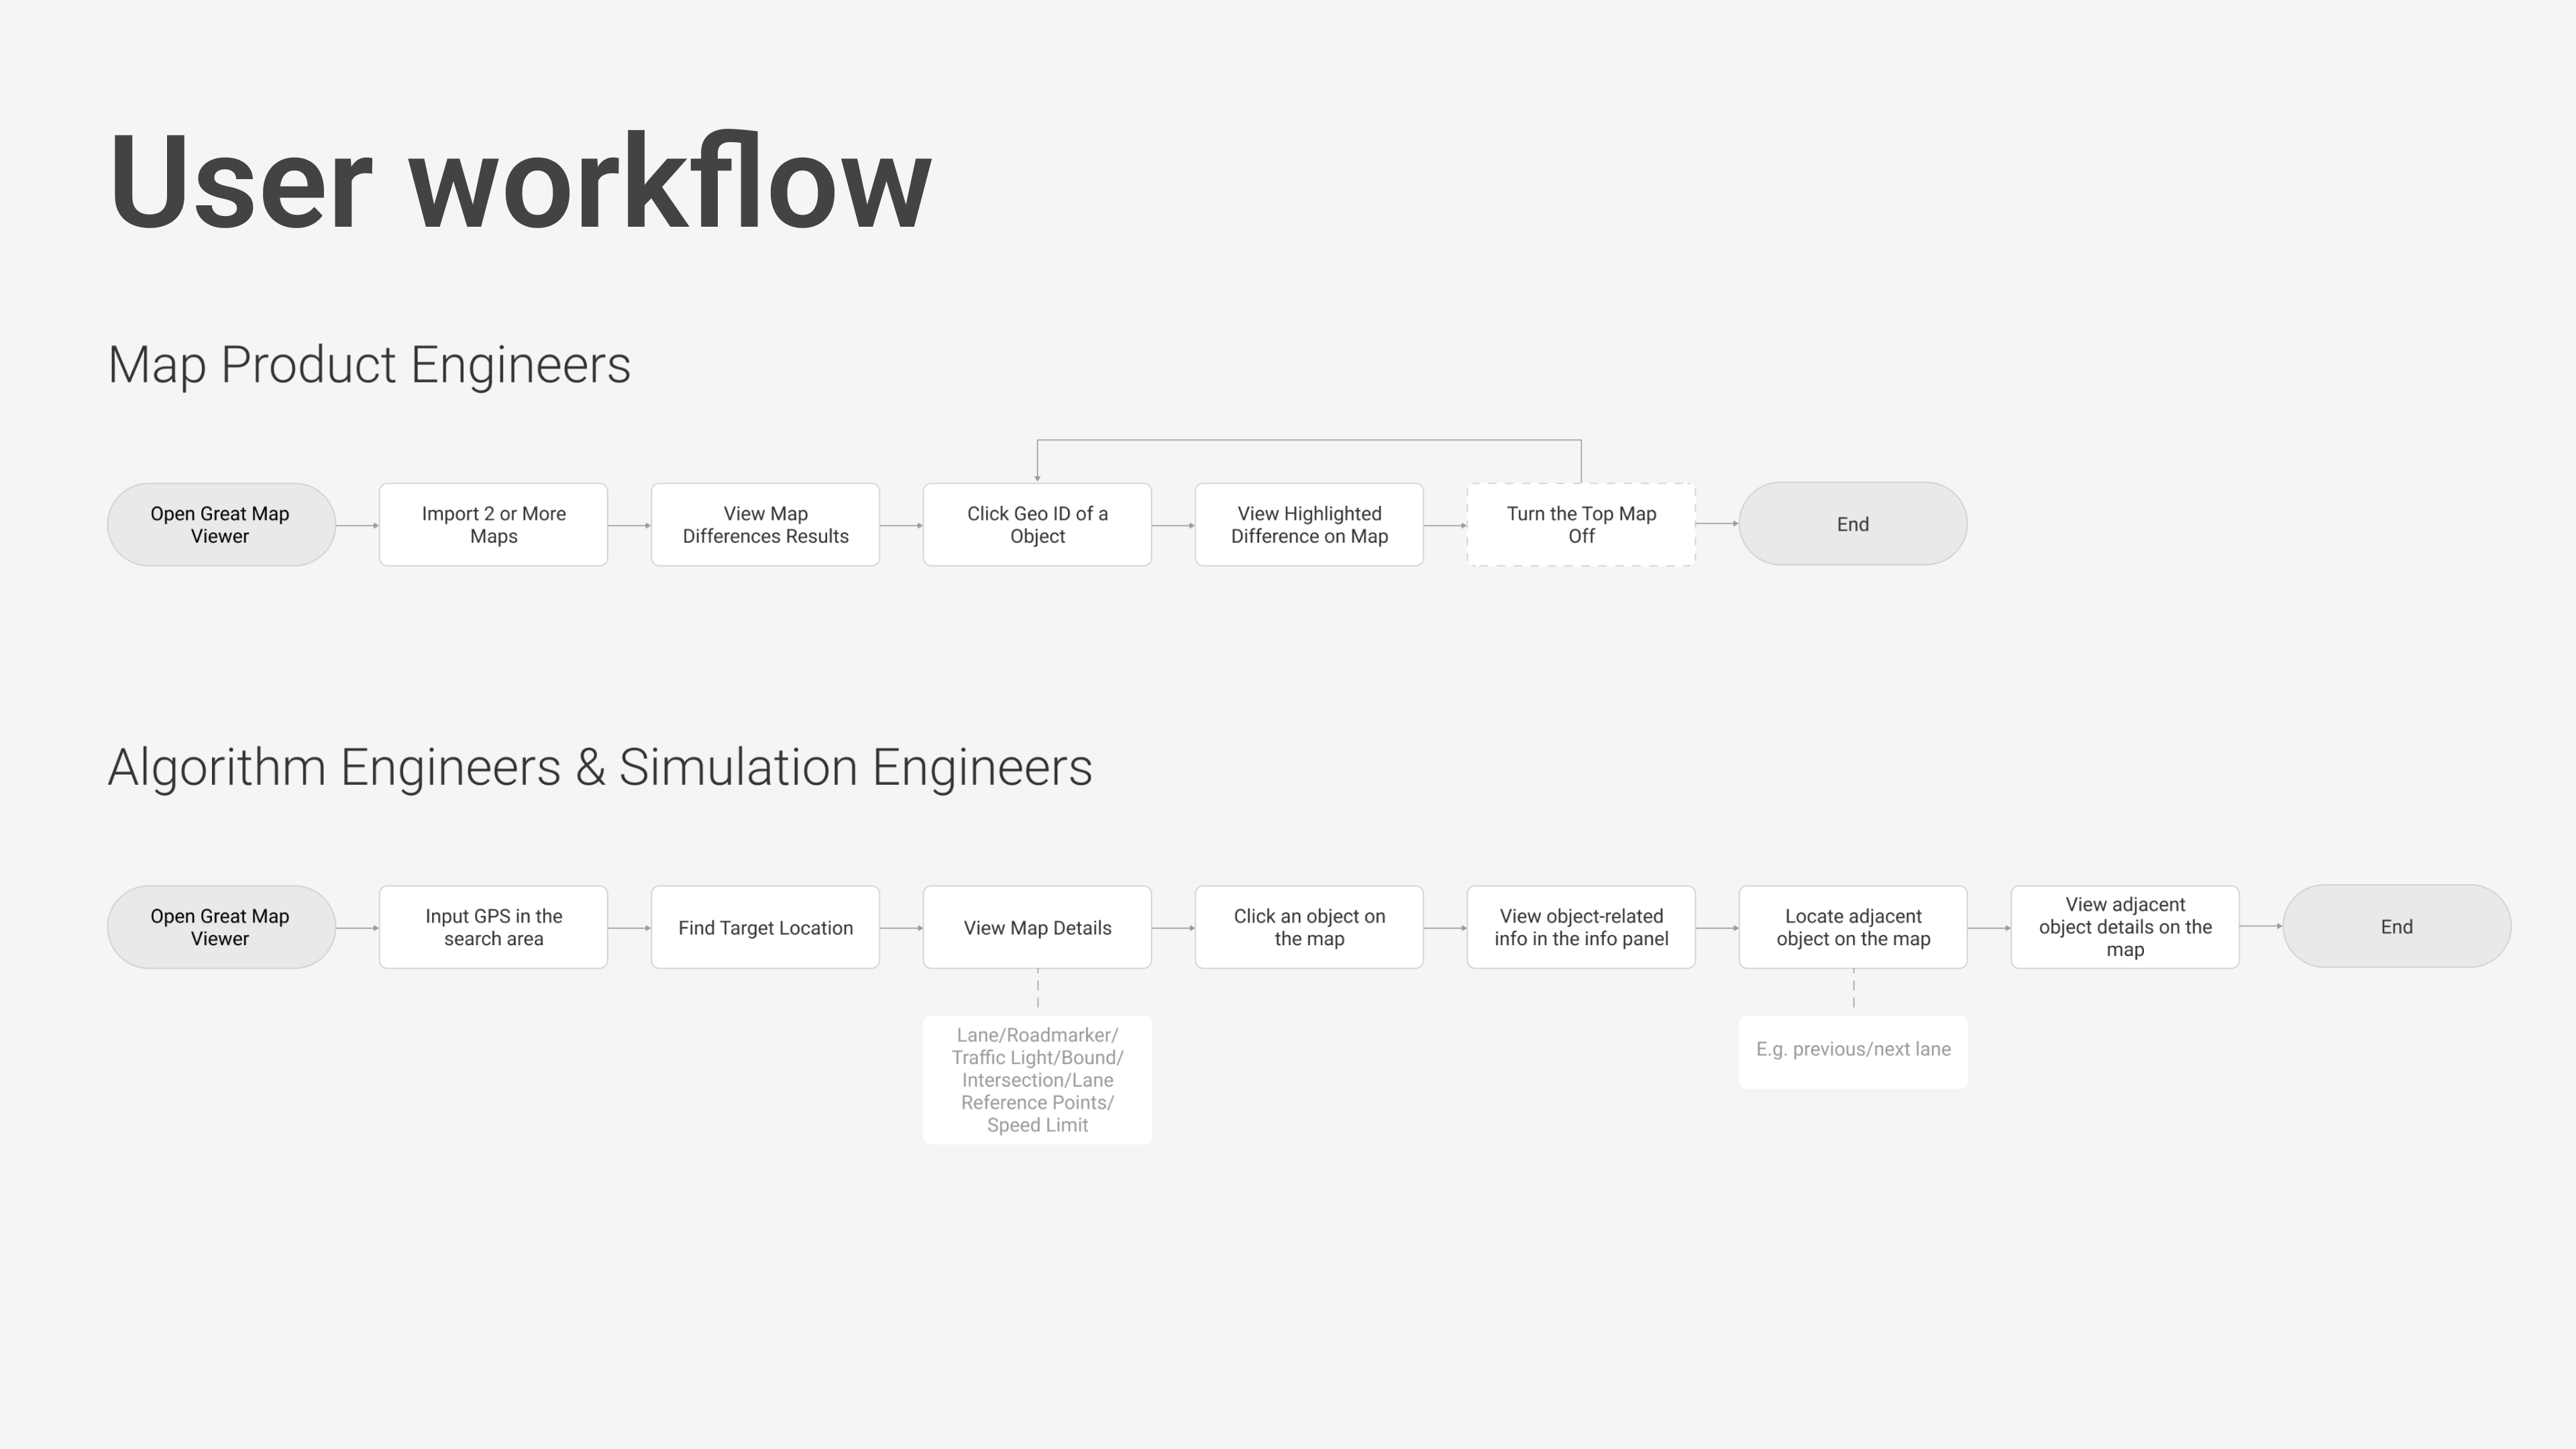 User workflow
Map Product Engineers
Open Great Map
Viewer
Import 2 or More
Maps
View Map
Differences Results
Click Geo ID of a
Object
View Highlighted
Difference on Map
Turn the Top Map
Off
End
Algorithm Engineers & Simulation Engineers
Open Great Map
Viewer
Input GPS in the
search area
Find Target Location
View Map Details
Click an object on
the map
View object-related
info in the info panel
Locate adjacent
object on the map
View adjacent
object details on the
map
End
Lane/Roadmarker/
Traffic Light/Bound/
Intersection/Lane
Reference Points/
Speed Limit
E.g. previous/next lane